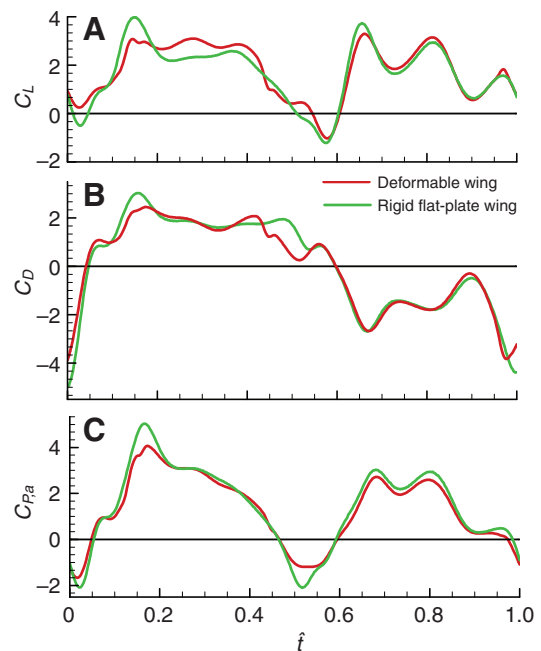 A
C_L
4
2
0
−2
B
Deformable wing
Rigid flat-plate wing
C_D
2
0
−2
−4
C
C_{P,a}
4
2
0
−2
0 0.2 0.4 0.6 0.8 1.0
t̂